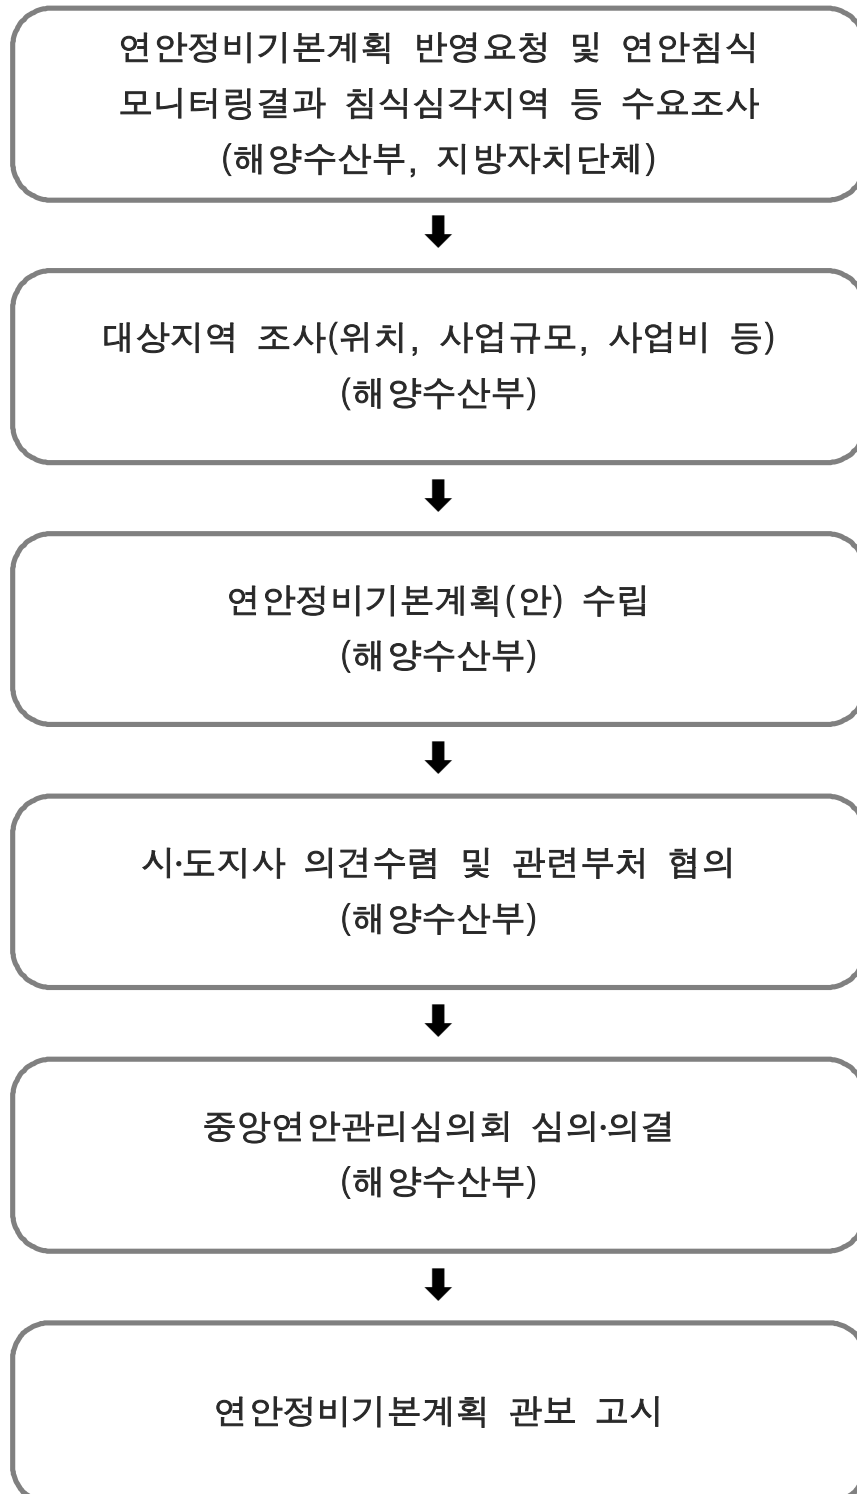 연안정비기본계획 반영요청 및 연안침식
모니터링결과 침식심각지역 등 수요조사
(해양수산부, 지방자치단체)
대상지역 조사(위치, 사업규모, 사업비 등)
(해양수산부)
연안정비기본계획(안) 수립
(해양수산부)
시·도지사 의견수렴 및 관련부처 협의
(해양수산부)
중앙연안관리심의회 심의·의결
(해양수산부)
연안정비기본계획 관보 고시